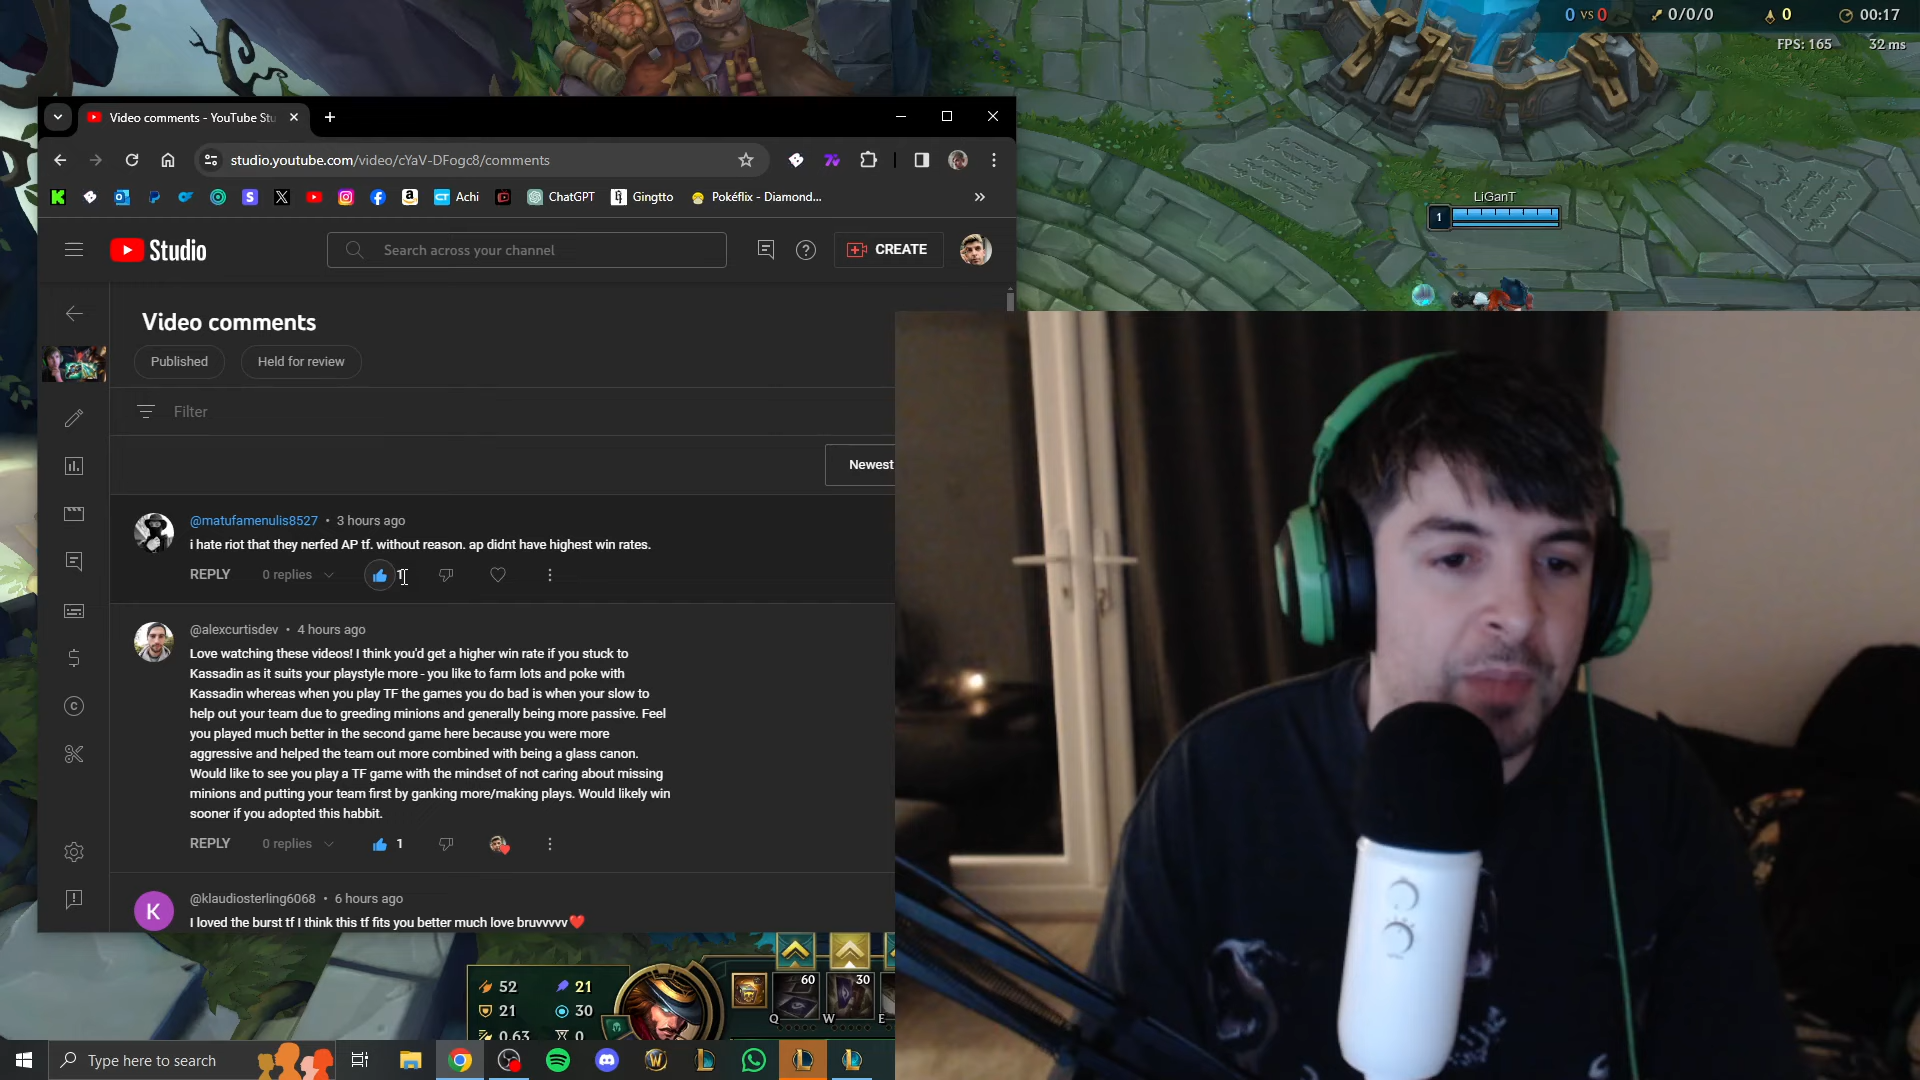 0 vs 0 0/0/0 0 00:17
FPS: 165 32 ms
Video comments - YouTube Stu
studio.youtube.com/video/cYaV-DFogc8/comments
Achi ChatGPT Gingtto Pokéflix - Diamond...
Studio
Search across your channel
CREATE
LiGanT
1
Video comments
Published Held for review
Filter
Newest
@matufamenulis8527 • 3 hours ago
i hate riot that they nerfed AP tf. without reason. ap didnt have highest win rates.
REPLY 0 replies 1
@alexcurtisdev • 4 hours ago
Love watching these videos! I think you'd get a higher win rate if you stuck to
Kassadin as it suits your playstyle more - you like to farm lots and poke with
Kassadin whereas when you play TF the games you do bad is when your slow to
help out your team due to greeding minions and generally being more passive. Feel
you played much better in the second game here because you were more
aggressive and helped the team out more combined with being a glass canon.
Would like to see you play a TF game with the mindset of not caring about missing
minions and putting your team first by ganking more/making plays. Would likely win
sooner if you adopted this habbit.
REPLY 0 replies 1
K
@klaudiosterling6068 • 6 hours ago
I loved the burst tf I think this tf fits you better much love bruvvvvv❤️
52 21
21 30
0.63 0
60 30
Q W E
Type here to search